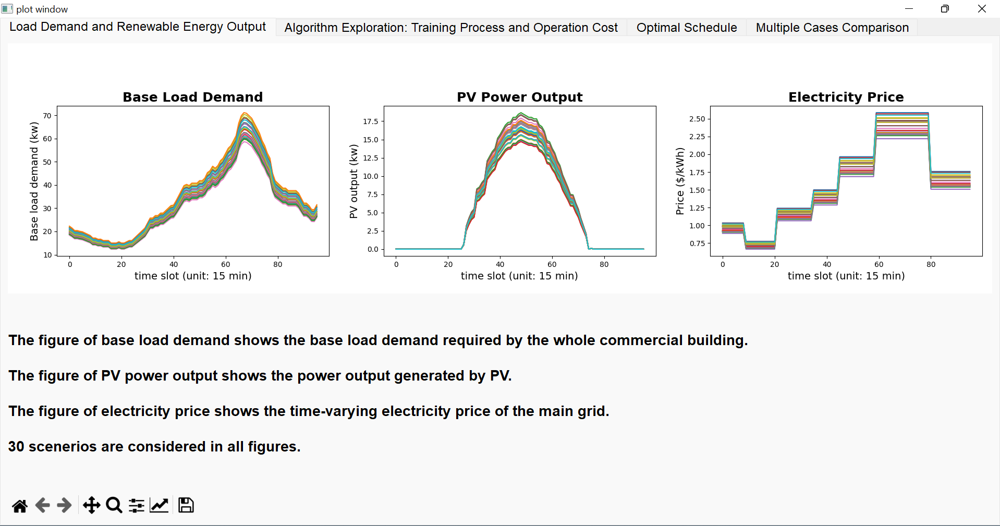 plot window
Load Demand and Renewable Energy Output
Algorithm Exploration: Training Process and Operation Cost
Optimal Schedule
Multiple Cases Comparison
Base Load Demand
Base load demand (kw)
70
60
50
40
30
20
10
0 20 40 60 80
time slot (unit: 15 min)
PV Power Output
PV output (kw)
17.5
15.0
12.5
10.0
7.5
5.0
2.5
0.0
0 20 40 60 80
time slot (unit: 15 min)
Electricity Price
Price ($/kWh)
2.50
2.25
2.00
1.75
1.50
1.25
1.00
0.75
0 20 40 60 80
time slot (unit: 15 min)
The figure of base load demand shows the base load demand required by the whole commercial building.
The figure of PV power output shows the power output generated by PV.
The figure of electricity price shows the time-varying electricity price of the main grid.
30 scenerios are considered in all figures.